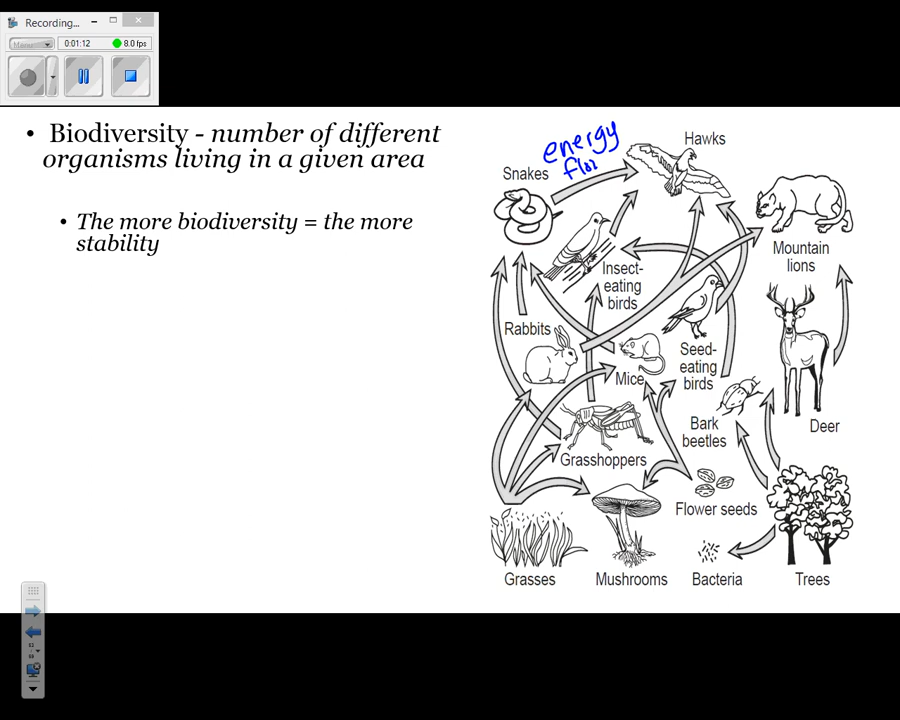 Recording...
0:01:12
8.0 fps
• Biodiversity - number of different
organisms living in a given area
• The more biodiversity = the more
stability
energy
Hawks
Snakes
Mountain
lions
Insect-
eating
birds
Rabbits
Seed-
eating
birds
Mice
Deer
Bark
beetles
Grasshoppers
Flower seeds
Grasses
Mushrooms
Bacteria
Trees